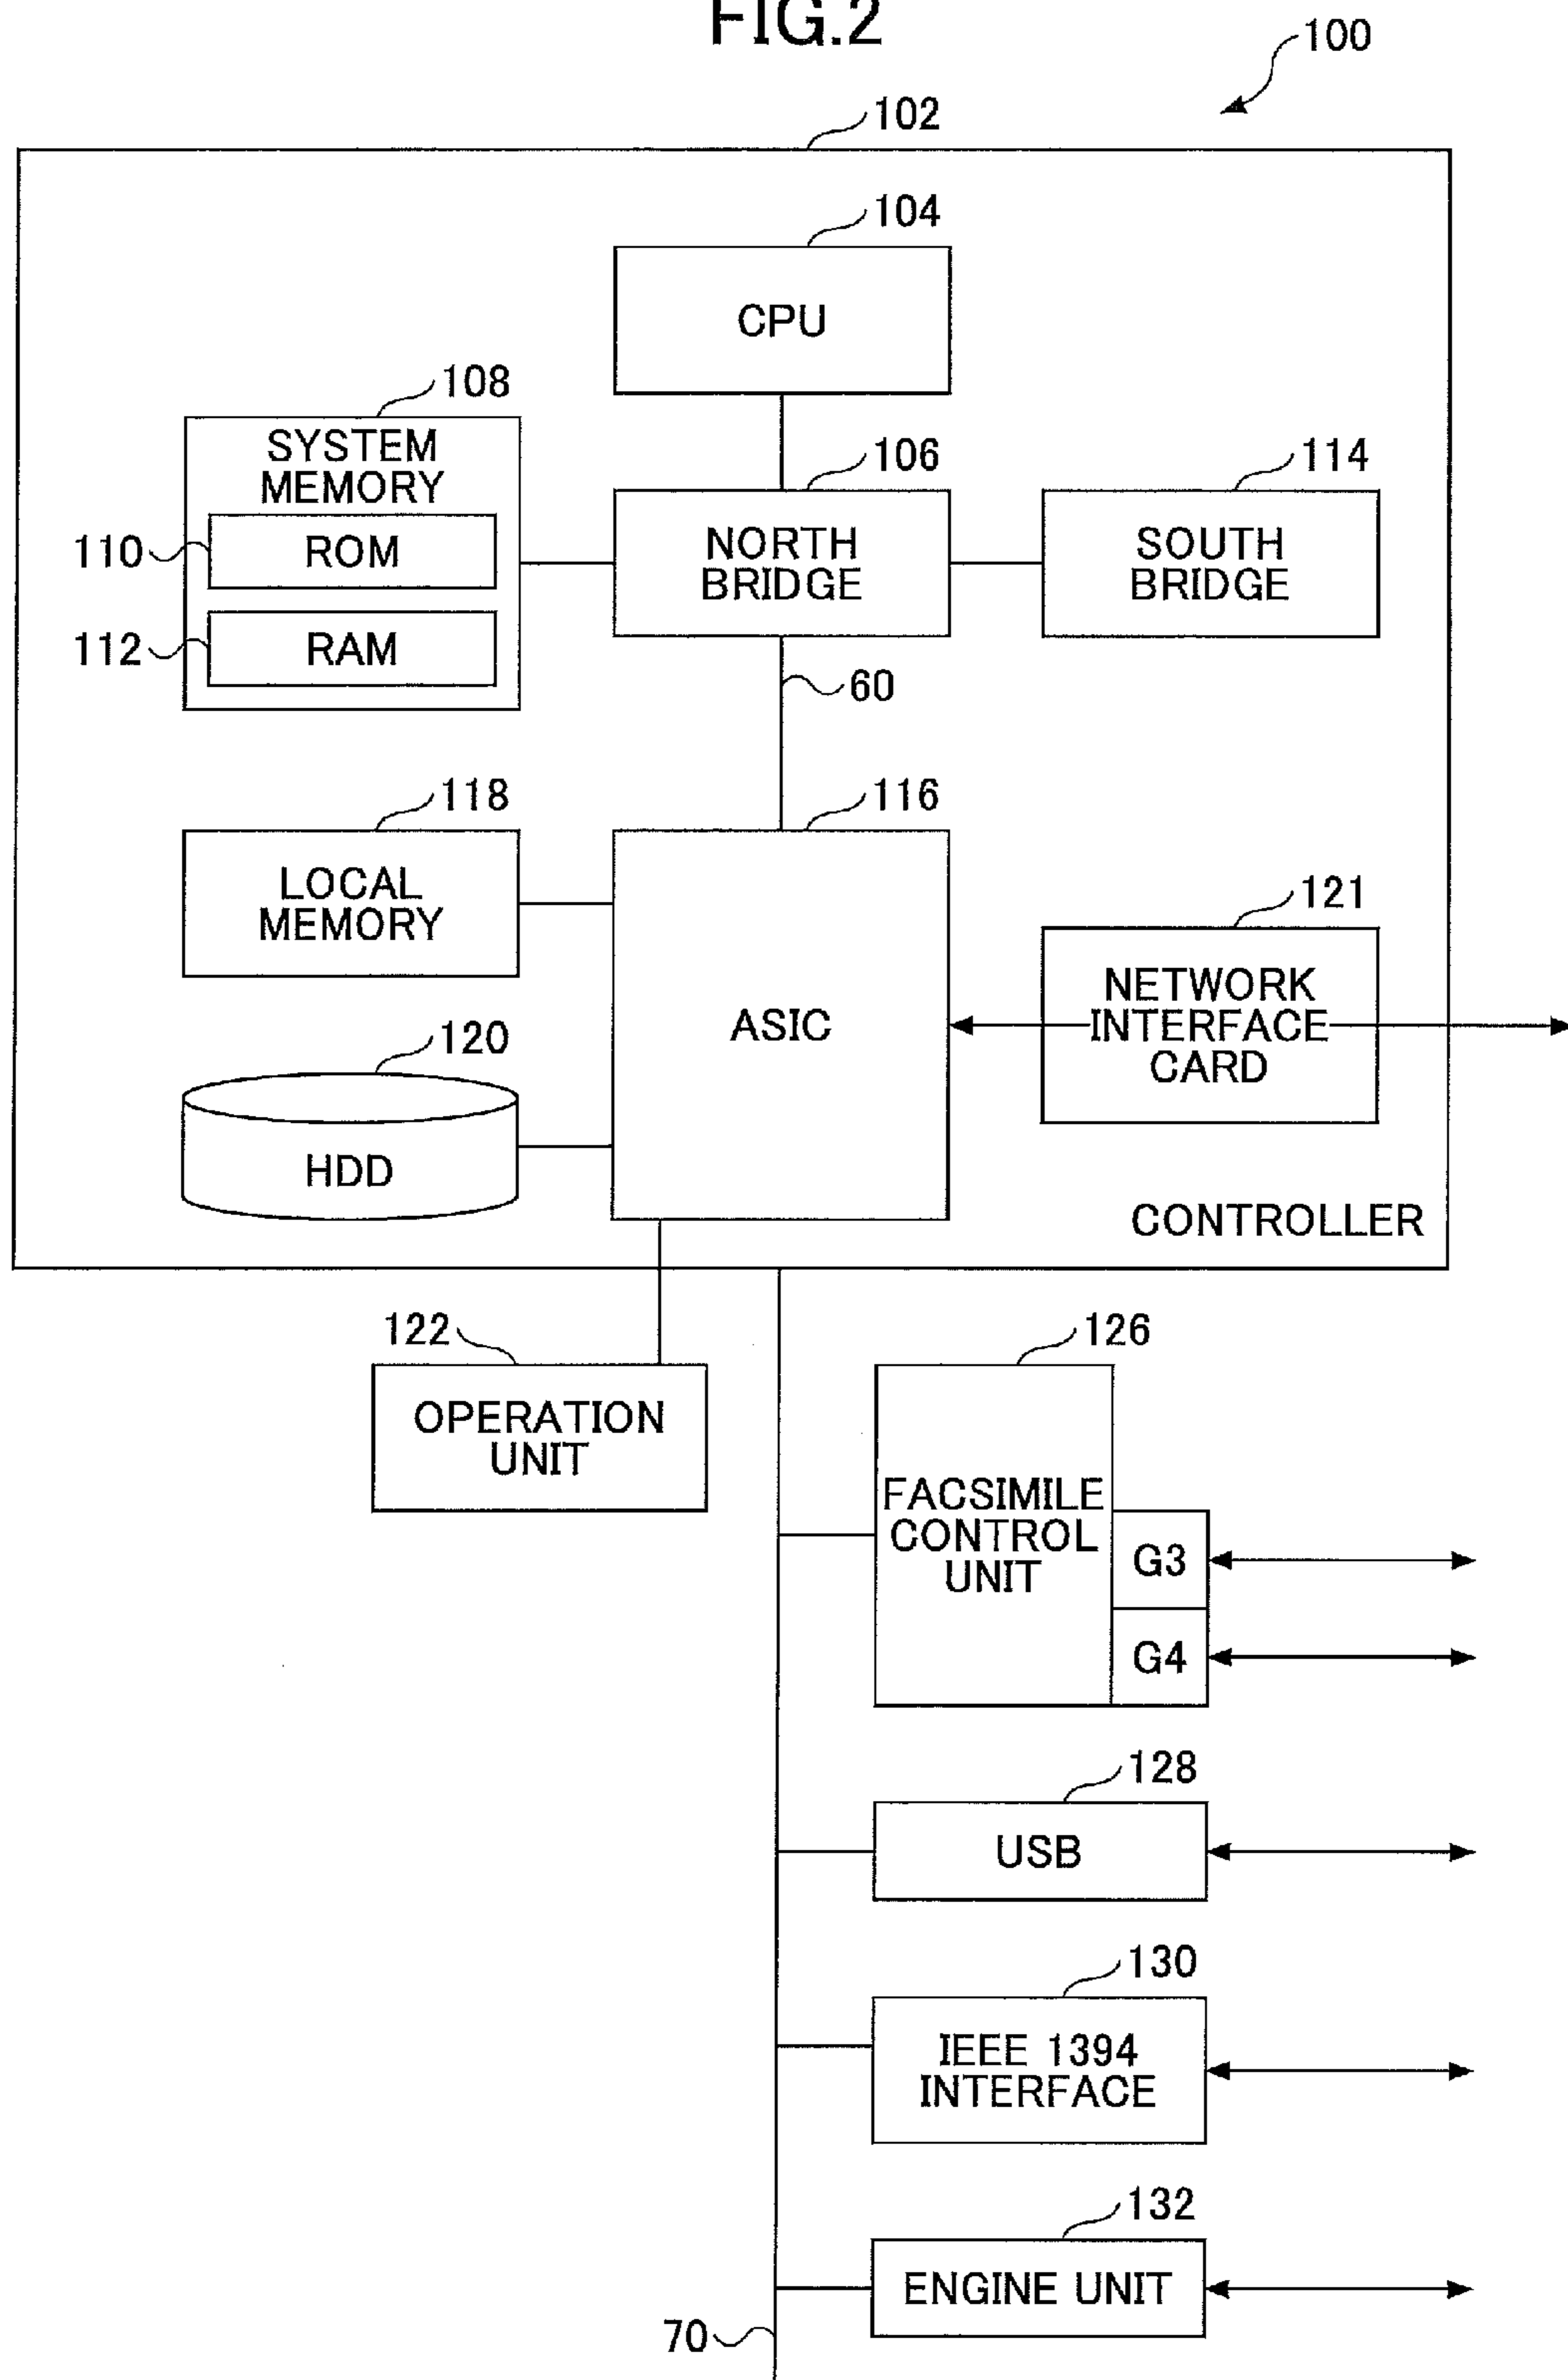 FIG.2
100
102
104
CPU
108
SYSTEM
MEMORY
106
114
110
ROM
NORTH
BRIDGE
SOUTH
BRIDGE
112
RAM
60
118
116
LOCAL
MEMORY
121
ASIC
NETWORK
INTERFACE
CARD
120
HDD
CONTROLLER
122
126
OPERATION
UNIT
FACSIMILE
CONTROL
UNIT
G3
G4
128
USB
130
IEEE 1394
INTERFACE
132
ENGINE UNIT
70